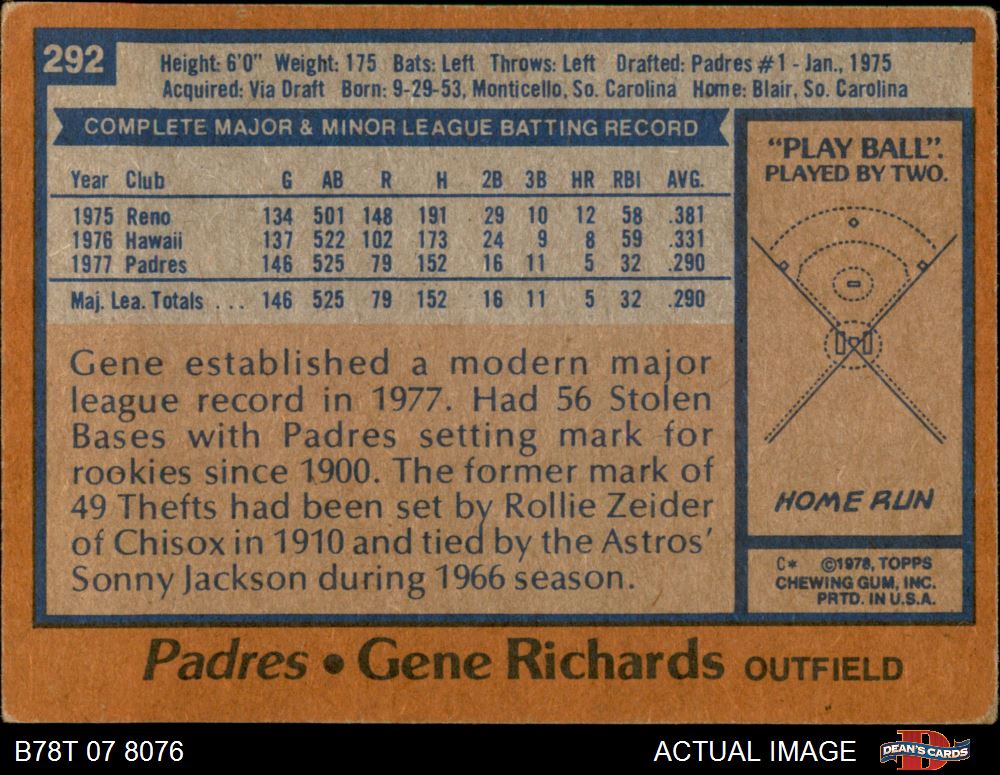 292
Height: 6'0" Weight: 175 Bats: Left Throws: Left Drafted: Padres #1 - Jan., 1975
Acquired: Via Draft Born: 9-29-53, Monticello, So. Carolina Home: Blair, So. Carolina
COMPLETE MAJOR & MINOR LEAGUE BATTING RECORD
Year Club G AB R H 2B 3B HR RBI AVG.
1975 Reno 134 501 148 191 29 10 12 58 .381
1976 Hawaii 137 522 102 173 24 9 8 59 .331
1977 Padres 146 525 79 152 16 11 5 32 .290
Maj. Lea. Totals ... 146 525 79 152 16 11 5 32 .290
Gene established a modern major
league record in 1977. Had 56 Stolen
Bases with Padres setting mark for
rookies since 1900. The former mark of
49 Thefts had been set by Rollie Zeider
of Chisox in 1910 and tied by the Astros'
Sonny Jackson during 1966 season.
"PLAY BALL".
PLAYED BY TWO.
HOME RUN
C* ©1978, TOPPS
CHEWING GUM, INC.
PRTD. IN U.S.A.
Padres • Gene Richards OUTFIELD
B78T 07 8076
ACTUAL IMAGE
D
DEAN'S CARDS